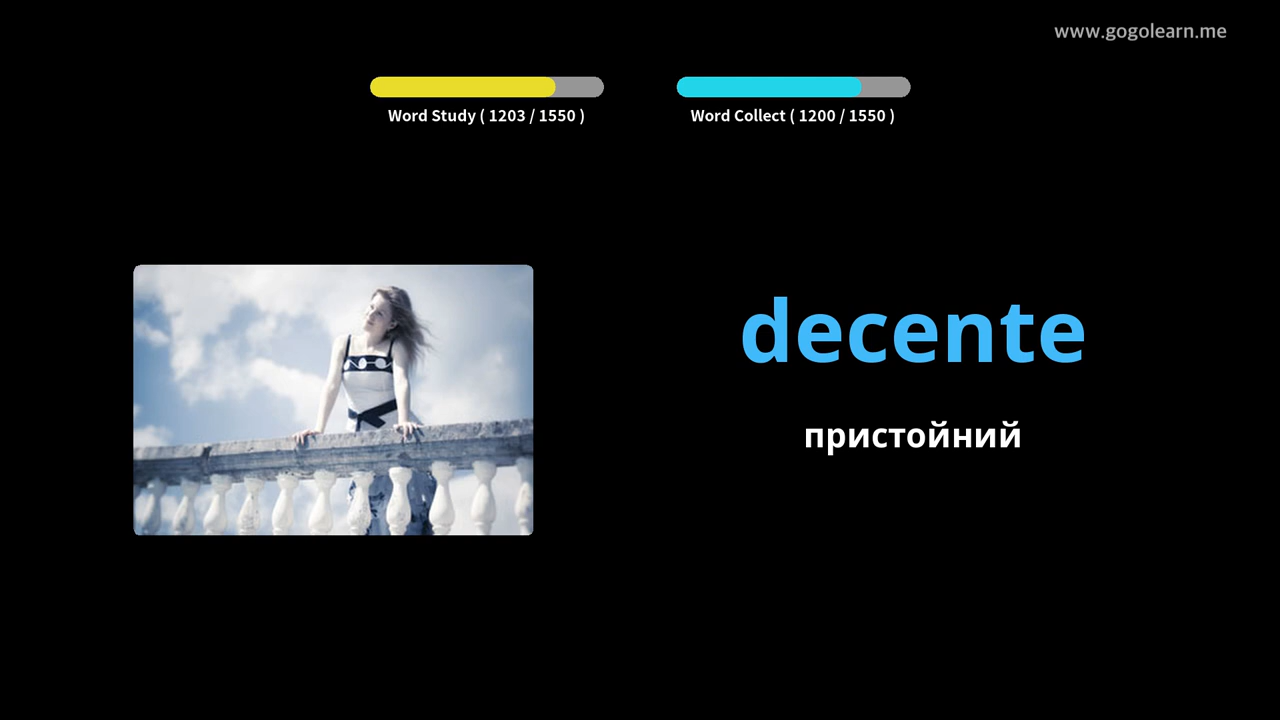 www.gogolearn.me
Word Study ( 1203 / 1550 )
Word Collect ( 1200 / 1550 )
decente
пристойний